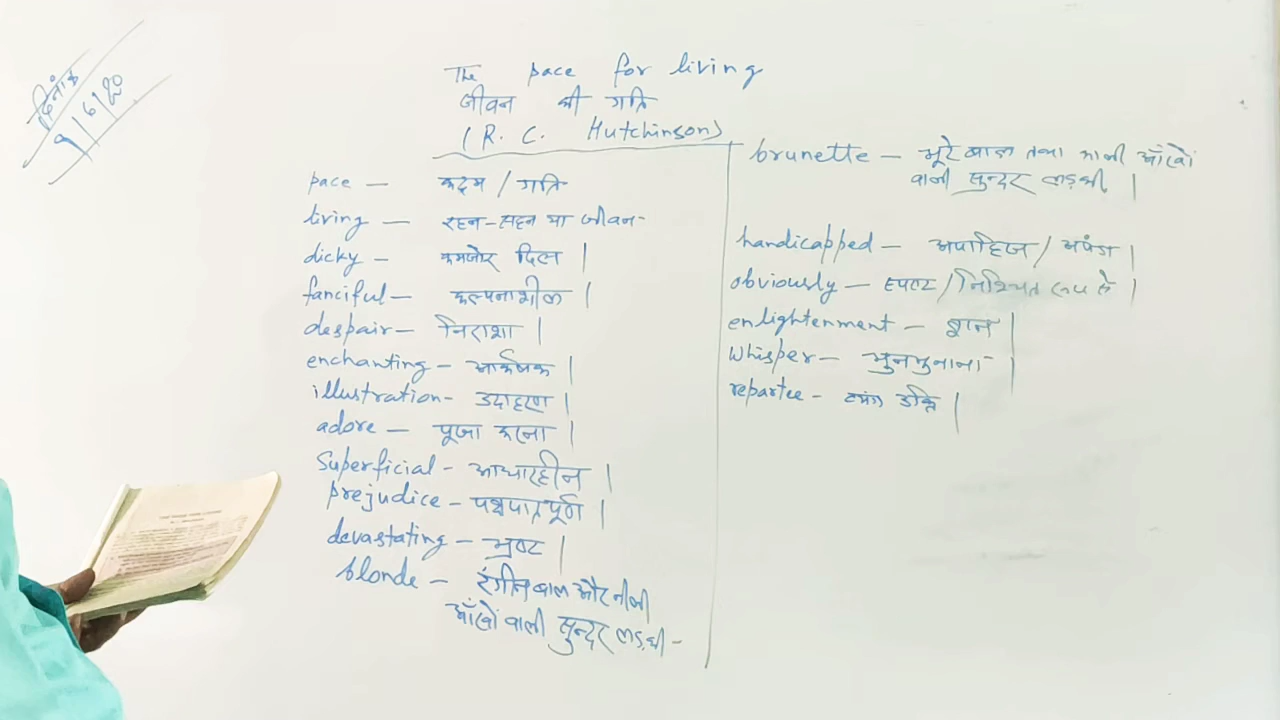 दिनांक
9/6/20
The pace for living
जीवन की गति
(R. C. Hutchinson)
pace — कदम / गति
living — रहन-सहन या जीवन-
dicky — कमजोर दिल |
fanciful — कल्पनाशील |
despair — निराशा |
enchanting — आकर्षक |
illustration - उदाहरण |
adore — पूजा करना |
Superficial - आधारहीन |
prejudice - पक्षपातपूर्ण |
devastating - भ्रष्ट |
blonde — रंगीन बाल और नीली
आँखों वाली सुन्दर लड़की -
brunette — भूरे बाल तथा काली आँखों
वाली सुन्दर लड़की |
handicapped — अपाहिज / अपंग |
obviously — स्पष्ट / निश्चित रूप से |
enlightenment — ज्ञान |
Whisper — भुनभुनाना |
repartee - उक्ति |